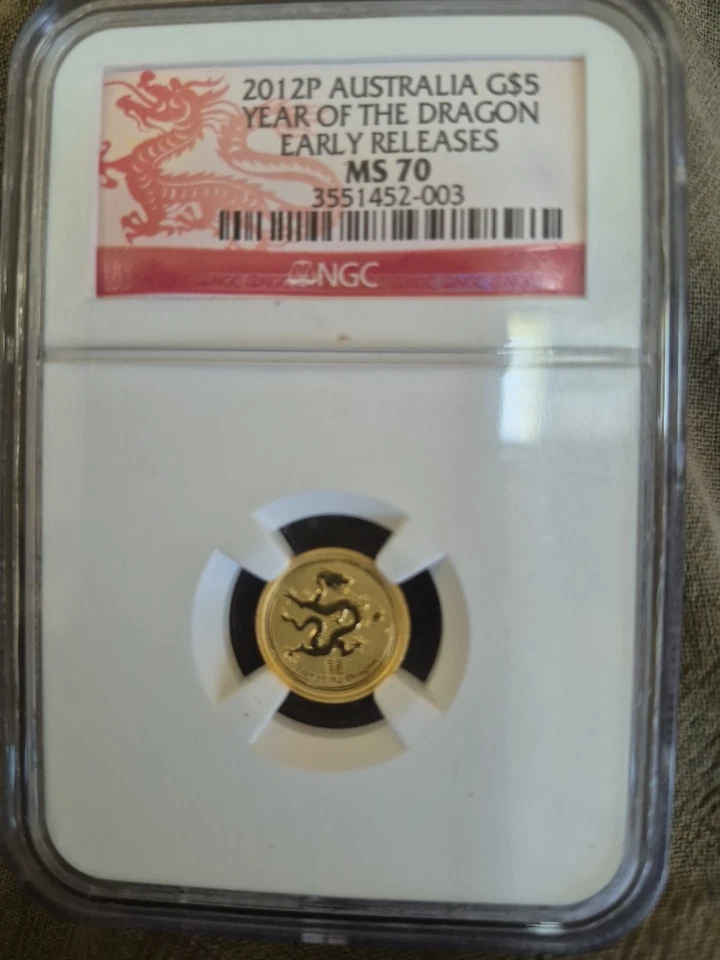 2012P AUSTRALIA G$5
YEAR OF THE DRAGON
EARLY RELEASES
MS 70
3551452-003
NGC